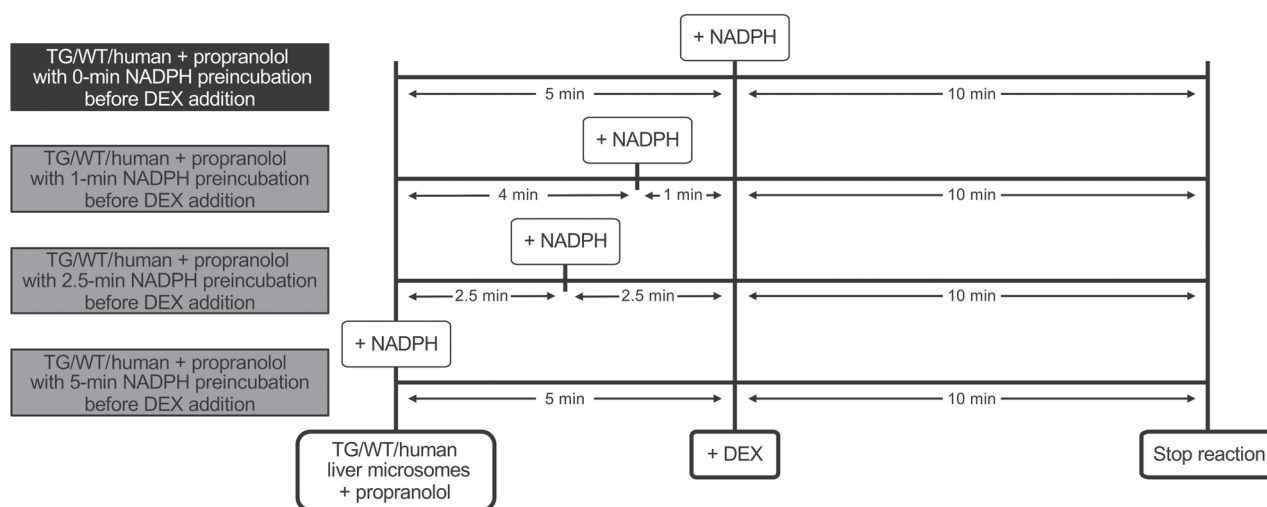 + NADPH
TG/WT/human + propranolol
with 0-min NADPH preincubation
before DEX addition
5 min
10 min
+ NADPH
TG/WT/human + propranolol
with 1-min NADPH preincubation
before DEX addition
4 min
1 min
10 min
+ NADPH
TG/WT/human + propranolol
with 2.5-min NADPH preincubation
before DEX addition
2.5 min
2.5 min
10 min
+ NADPH
TG/WT/human + propranolol
with 5-min NADPH preincubation
before DEX addition
5 min
10 min
TG/WT/human
liver microsomes
+ propranolol
+ DEX
Stop reaction